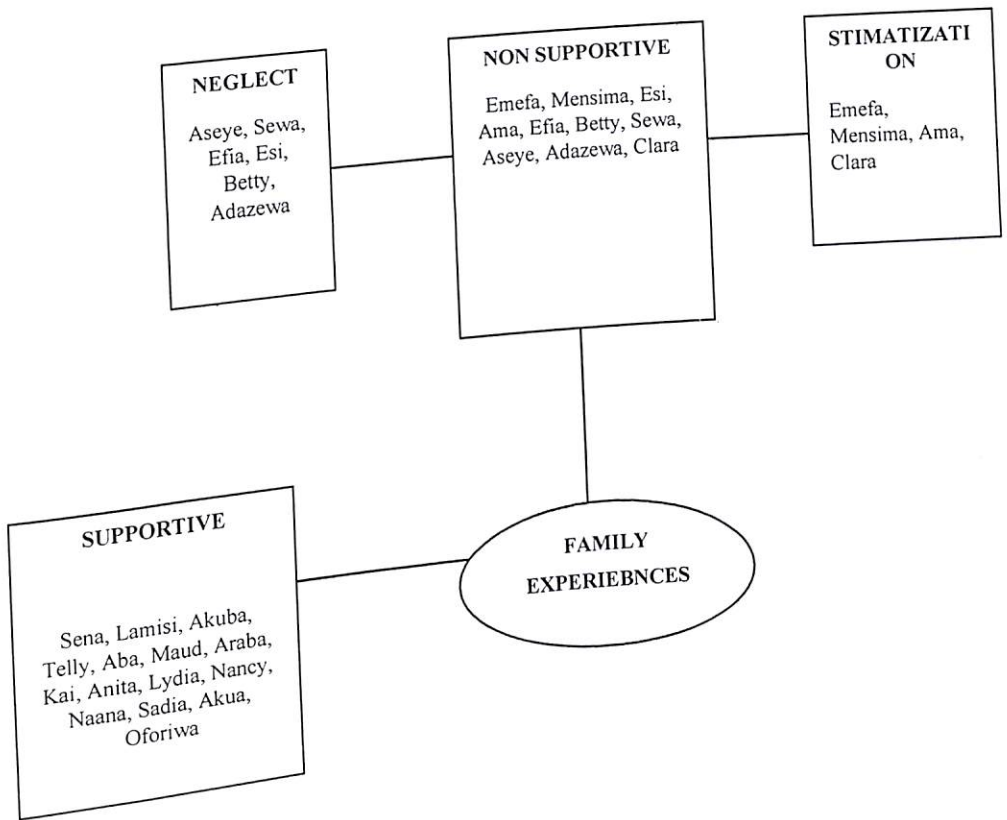 NEGLECT
Aseye, Sewa,
Efia, Esi,
Betty,
Adazewa
NON SUPPORTIVE
Emefa, Mensima, Esi,
Ama, Efia, Betty, Sewa,
Aseye, Adazewa, Clara
STIMATIZATI
ON
Emefa,
Mensima, Ama,
Clara
SUPPORTIVE
Sena, Lamisi, Akuba,
Telly, Aba, Maud, Araba,
Kai, Anita, Lydia, Nancy,
Naana, Sadia, Akua,
Oforiwa
FAMILY
EXPERIEBNCES